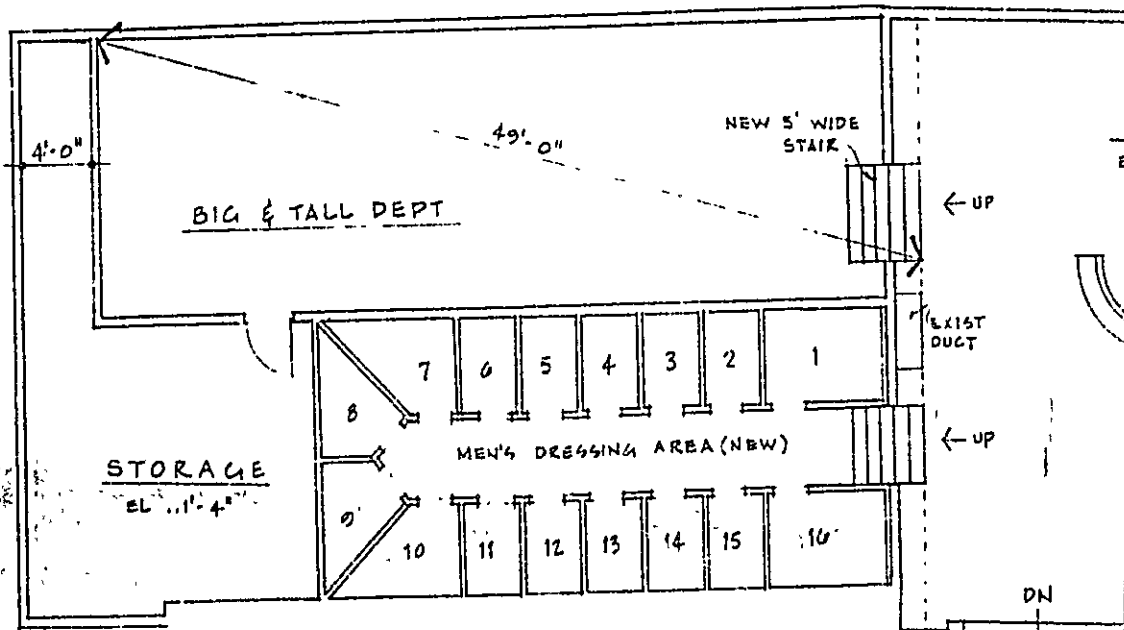 4'-0"
49'-0"
NEW 5' WIDE
STAIR
← UP
BIG & TALL DEPT
EXIST
DUCT
7 6 5 4 3 2 1
8
MEN'S DRESSING AREA (NEW)
← UP
STORAGE
9
10 11 12 13 14 15 16
DN